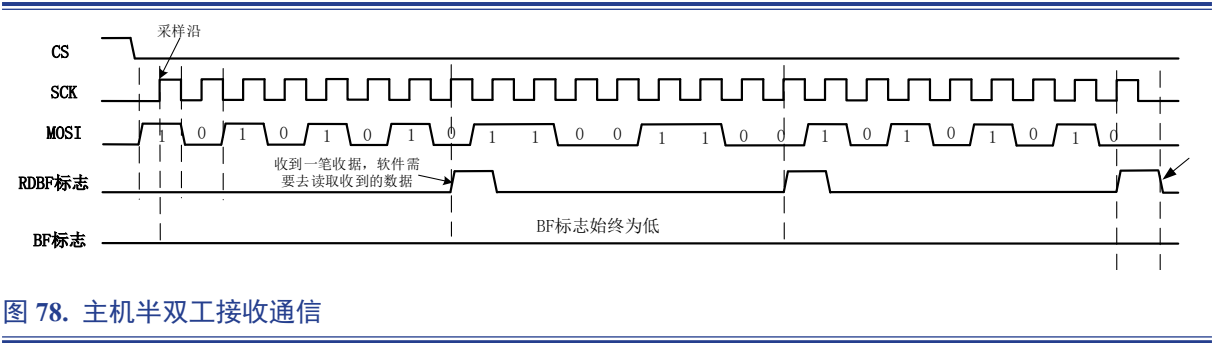 采样沿
CS
SCK
MOSI
1 0 1 0 1 0 1 0 1 1 0 0 1 1 0 0 1 0 1 0 1 0 1 0
收到一笔收据，软件需
要去读取收到的数据
RDBF标志
BF标志始终为低
BF标志
图 78. 主机半双工接收通信